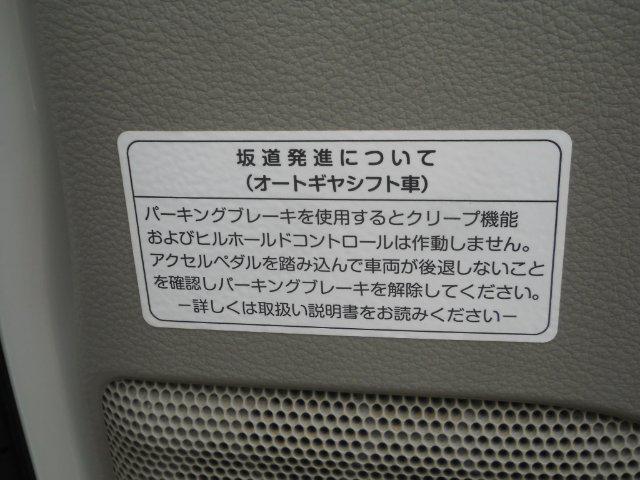 坂道発進について
（オートギヤシフト車）
パーキングブレーキを使用するとクリープ機能
およびヒルホールドコントロールは作動しません。
アクセルペダルを踏み込んで車両が後退しないこと
を確認しパーキングブレーキを解除してください。
－詳しくは取扱い説明書をお読みください－